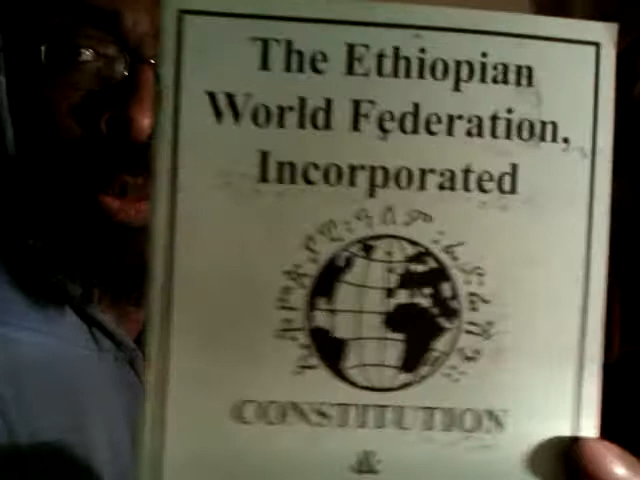 The Ethiopian
World Federation,
Incorporated
CONSTITUTION
&